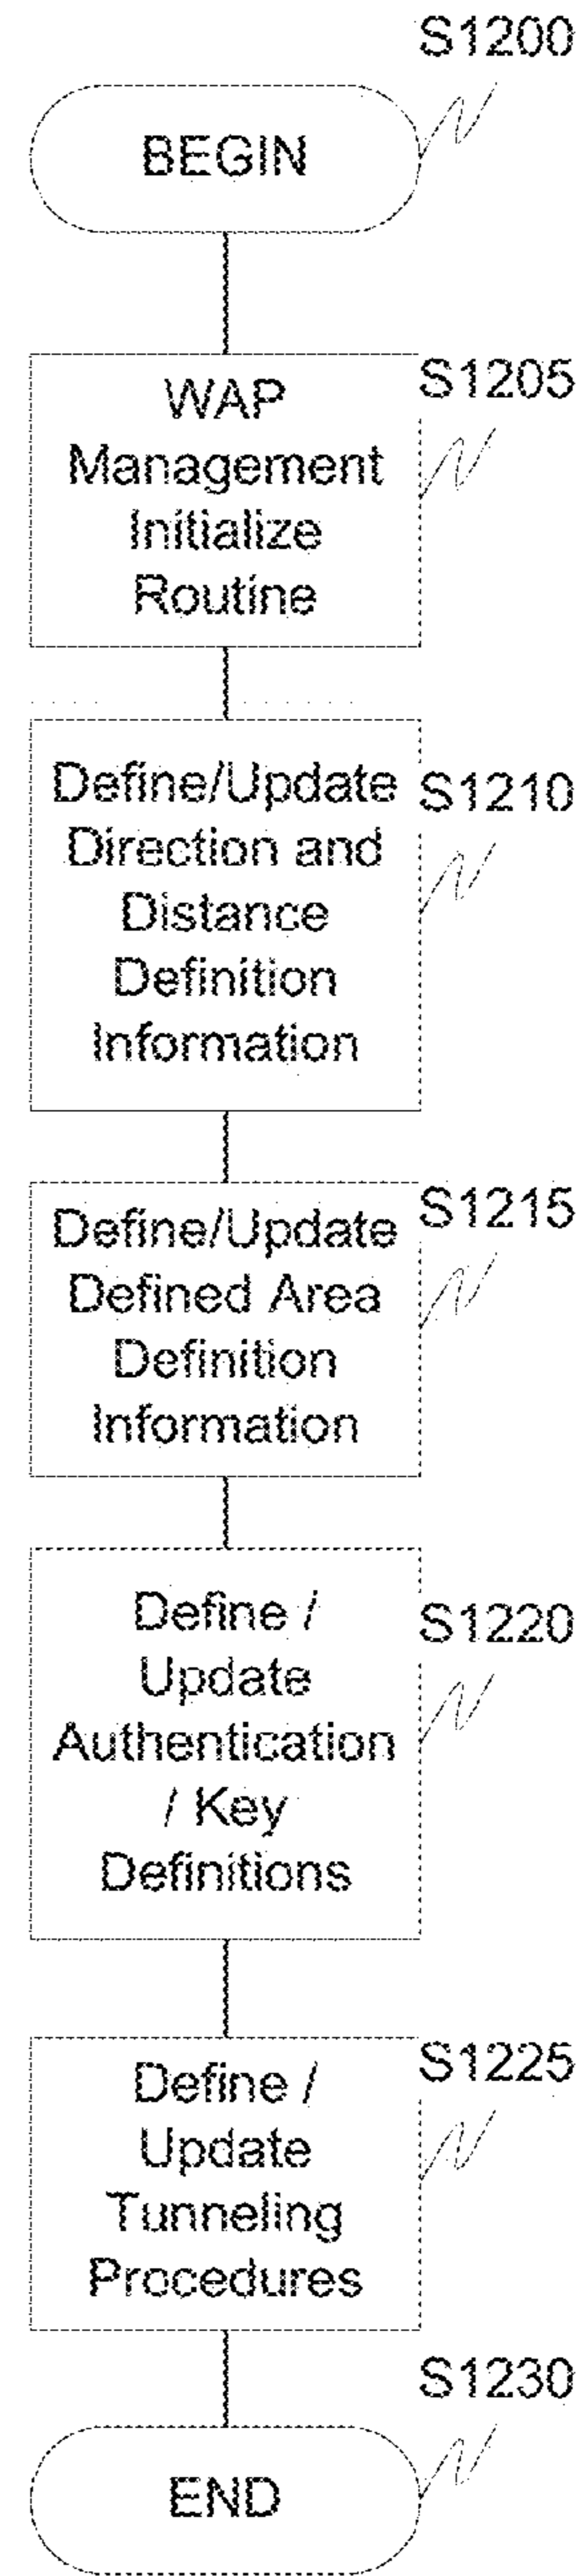 S1200
BEGIN
S1205
WAP
Management
Initialize
Routine
Define/Update
S1210
Direction and
Distance
Definition
Information
S1215
Define/Update
Defined Area
Definition
Information
Define /
S1220
Update
Authentication
/ Key
Definitions
S1225
Define /
Update
Tunneling
Procedures
S1230
END